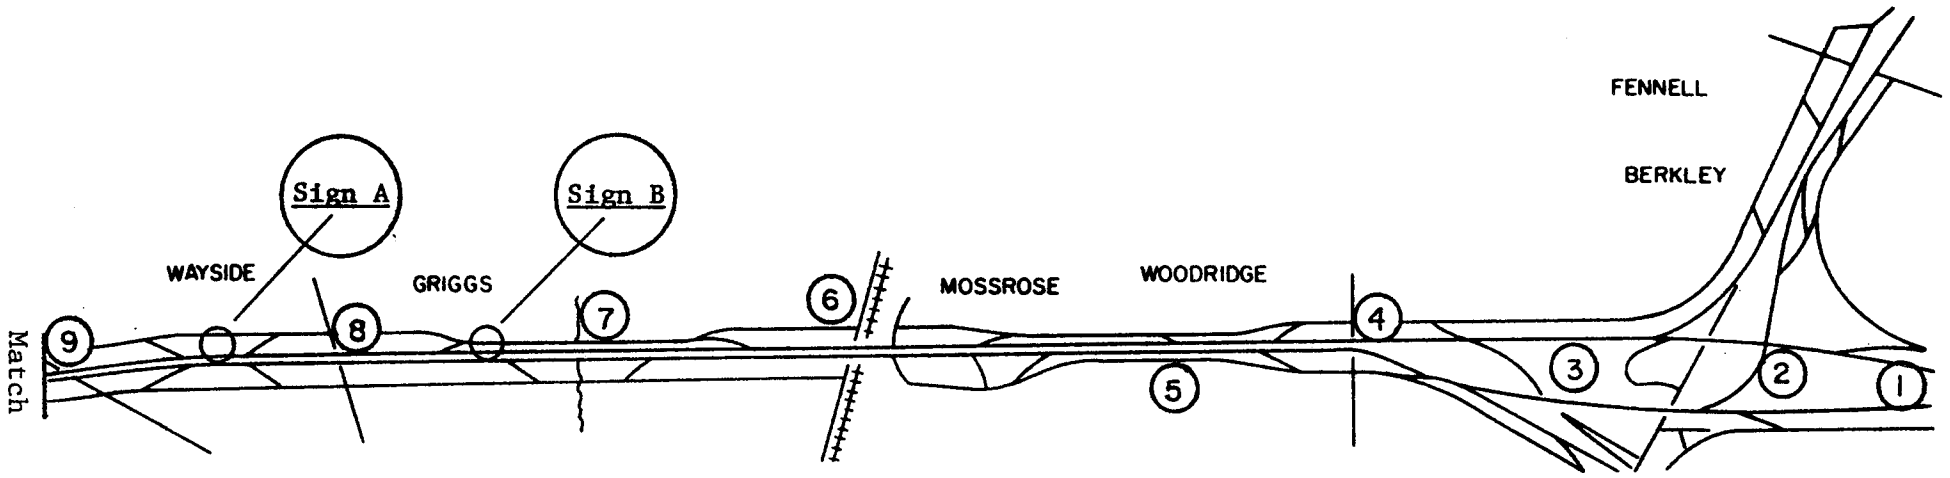 FENNELL
BERKLEY
Sign A
Sign B
WAYSIDE
GRIGGS
MOSSROSE
WOODRIDGE
Match
9
8
7
6
5
4
3
2
1